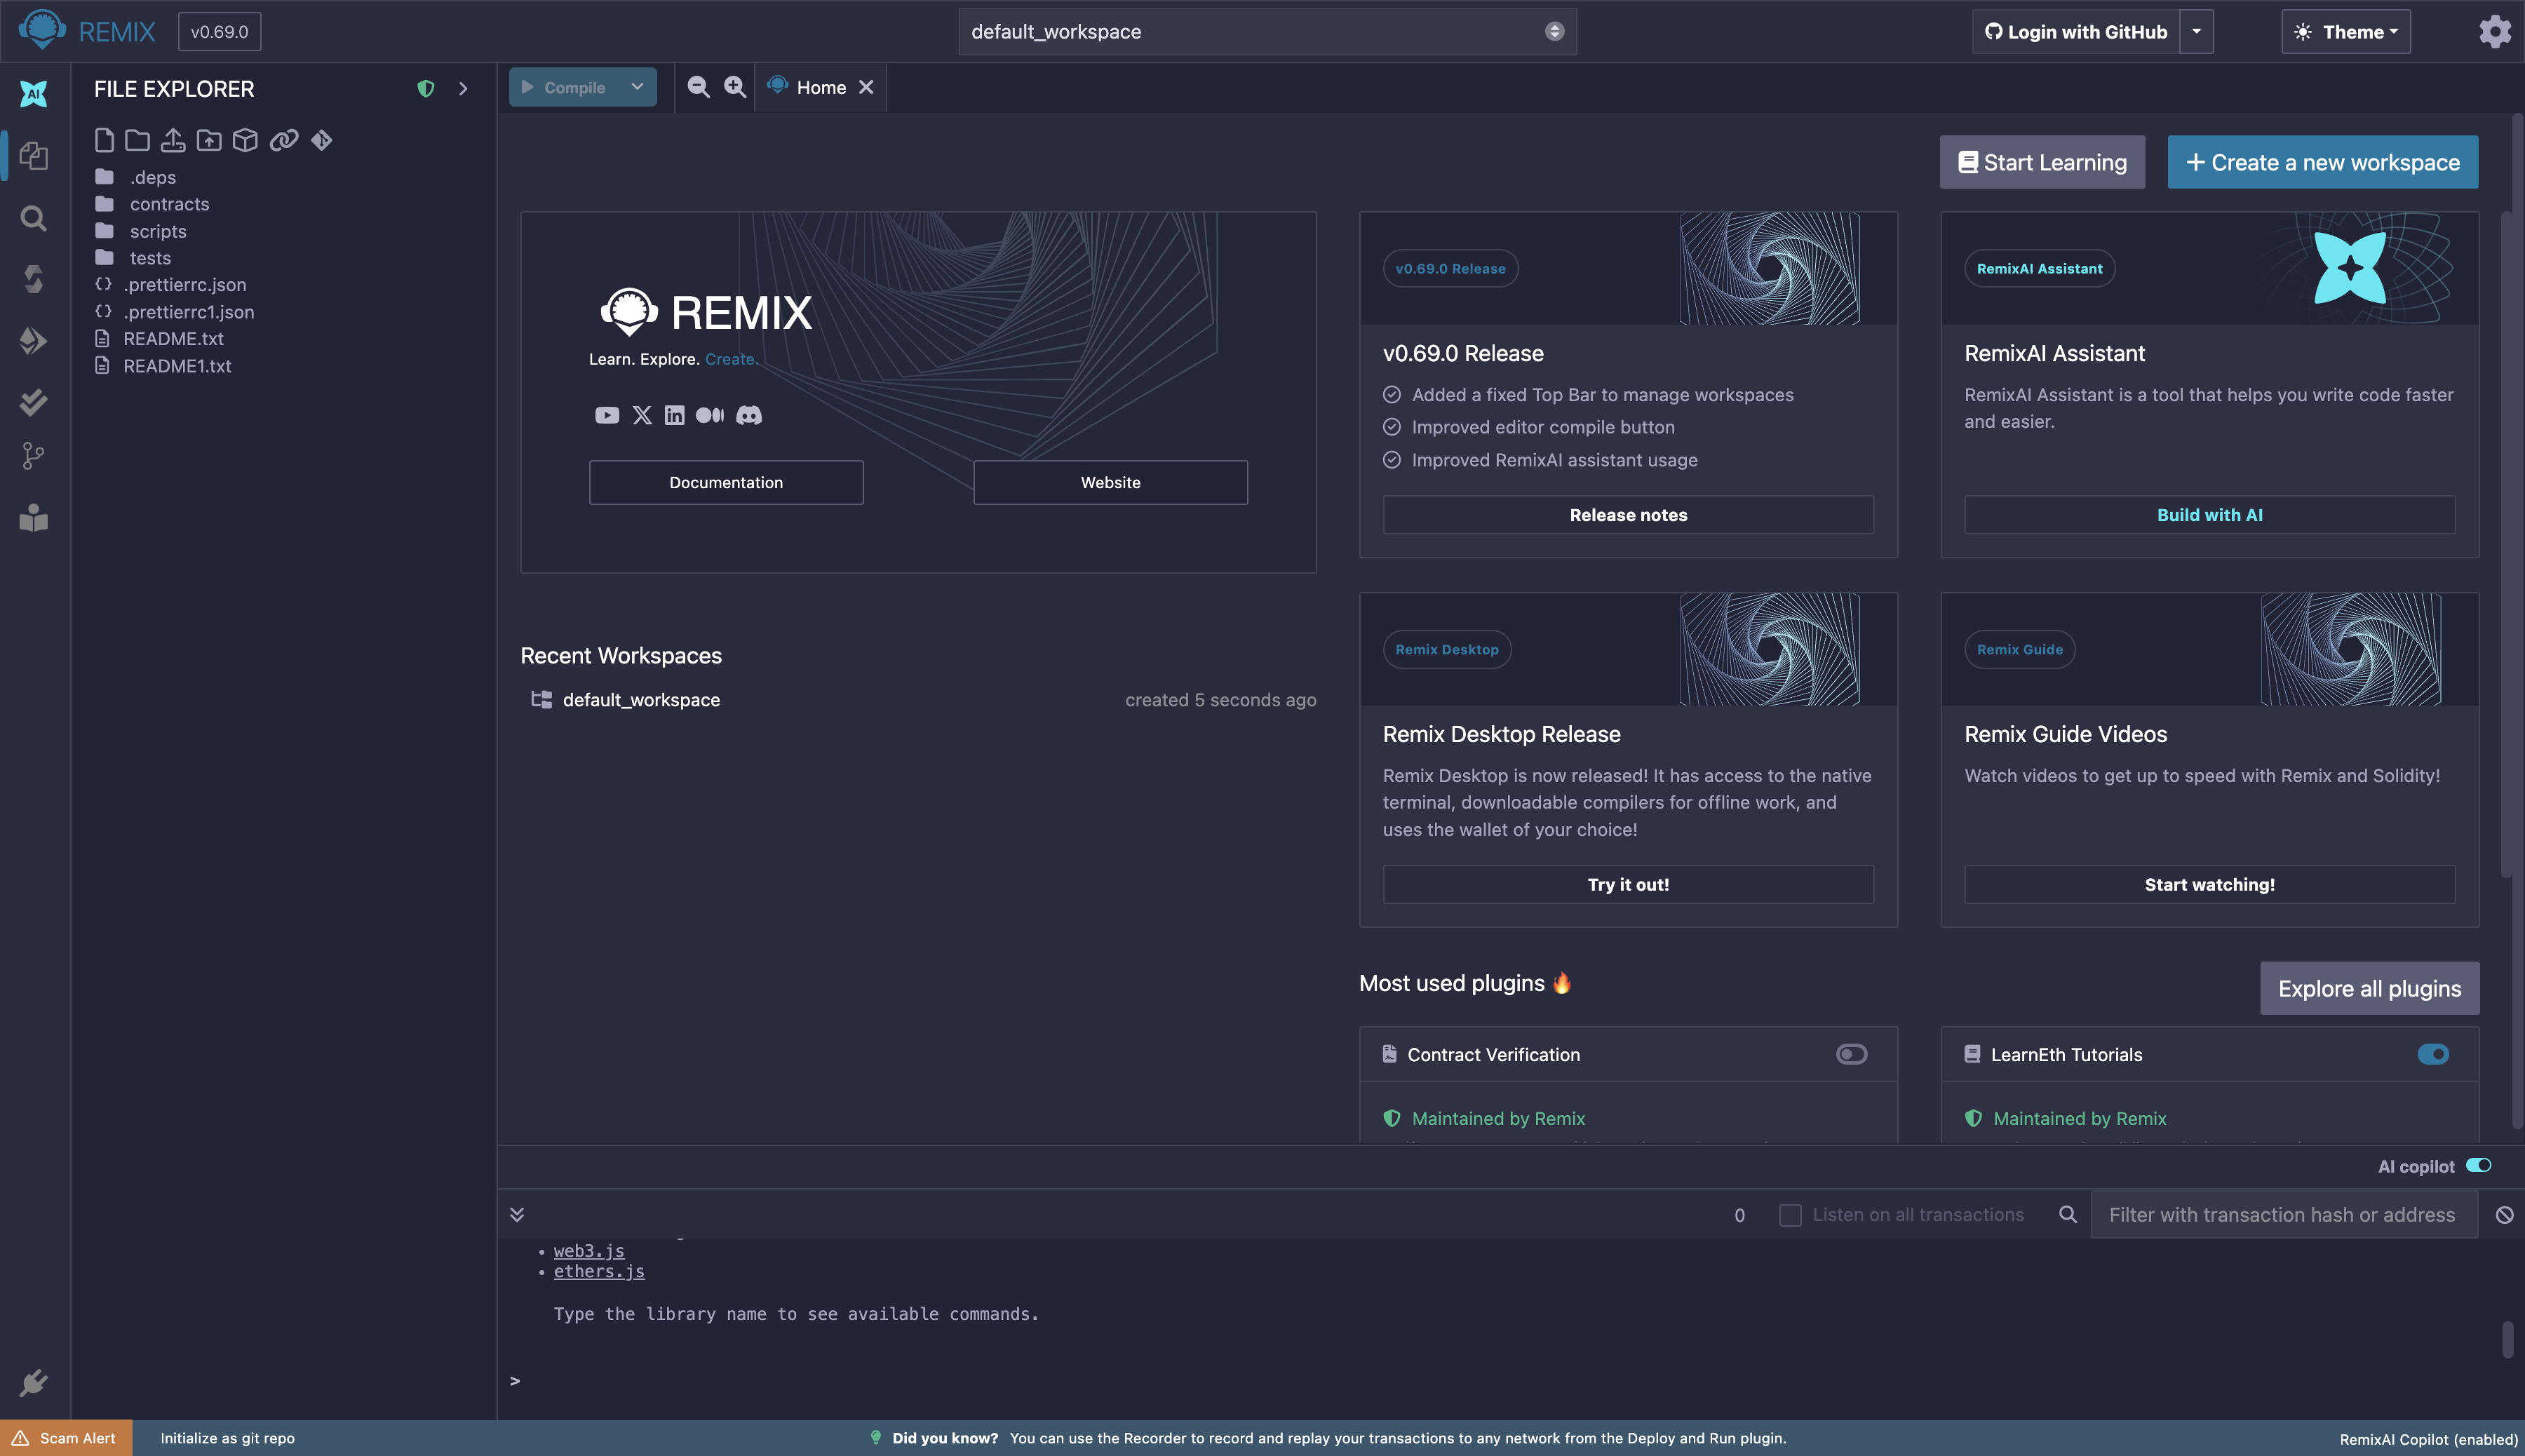 REMIX v0.69.0
default_workspace
Login with GitHub
Theme
AI
FILE EXPLORER
.deps
contracts
scripts
tests
.prettierrc.json
.prettierrc1.json
README.txt
README1.txt
Compile
Home
Start Learning
Create a new workspace
REMIX
Learn. Explore. Create.
Documentation
Website
Recent Workspaces
default_workspace
created 5 seconds ago
v0.69.0 Release
v0.69.0 Release
Added a fixed Top Bar to manage workspaces
Improved editor compile button
Improved RemixAI assistant usage
Release notes
RemixAI Assistant
RemixAI Assistant
RemixAI Assistant is a tool that helps you write code faster
and easier.
Build with AI
Remix Desktop
Remix Desktop Release
Remix Desktop is now released! It has access to the native
terminal, downloadable compilers for offline work, and
uses the wallet of your choice!
Try it out!
Remix Guide
Remix Guide Videos
Watch videos to get up to speed with Remix and Solidity!
Start watching!
Most used plugins 🔥
Explore all plugins
Contract Verification
Maintained by Remix
LearnEth Tutorials
Maintained by Remix
AI copilot
0
Listen on all transactions
Filter with transaction hash or address
• web3.js
• ethers.js
Type the library name to see available commands.
>
Scam Alert
Initialize as git repo
Did you know? You can use the Recorder to record and replay your transactions to any network from the Deploy and Run plugin.
RemixAI Copilot (enabled)